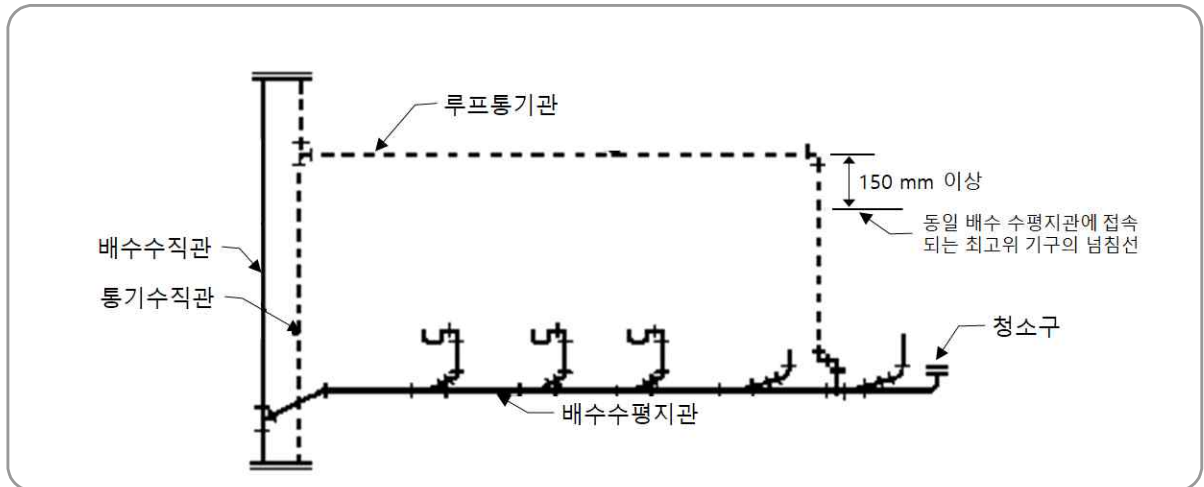 루프통기관
150 mm 이상
동일 배수 수평지관에 접속
되는 최고위 기구의 넘침선
배수수직관
통기수직관
청소구
배수수평지관